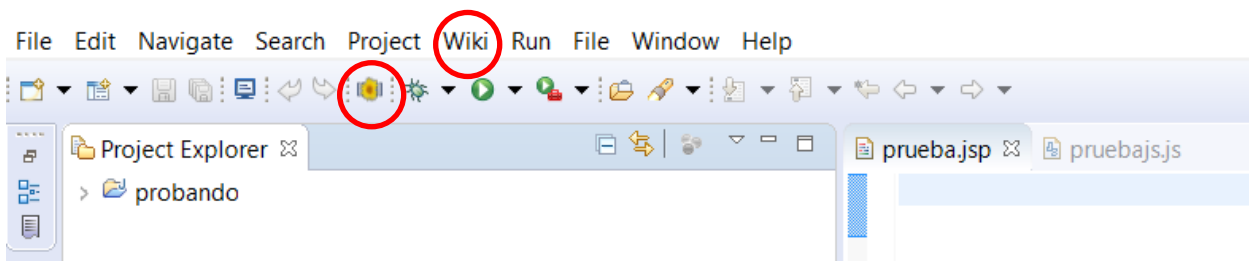 File Edit Navigate Search Project Wiki Run File Window Help
Project Explorer prueba.jsp pruebajs.js
probando